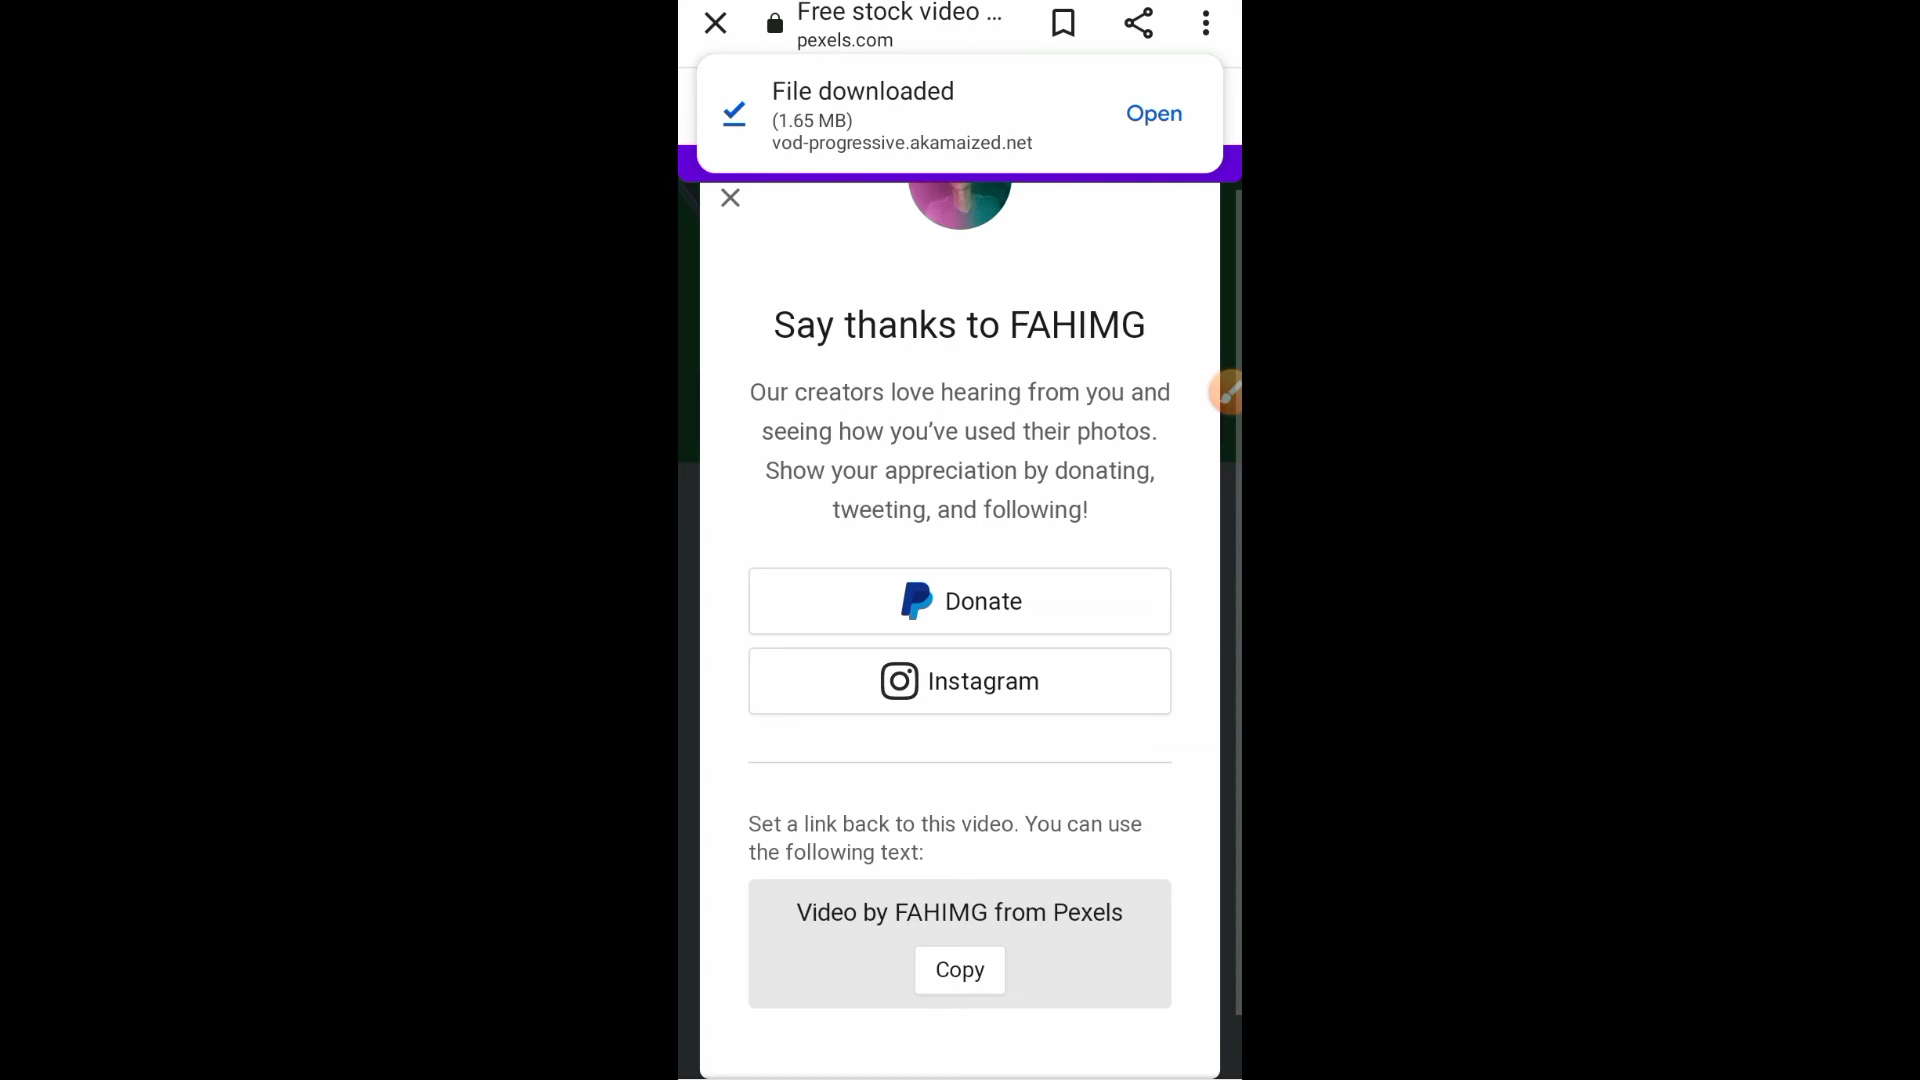 Free stock video ...
pexels.com
File downloaded
(1.65 MB)
vod-progressive.akamaized.net
Open
Say thanks to FAHIMG
Our creators love hearing from you and
seeing how you’ve used their photos.
Show your appreciation by donating,
tweeting, and following!
Donate
Instagram
Set a link back to this video. You can use
the following text:
Video by FAHIMG from Pexels
Copy